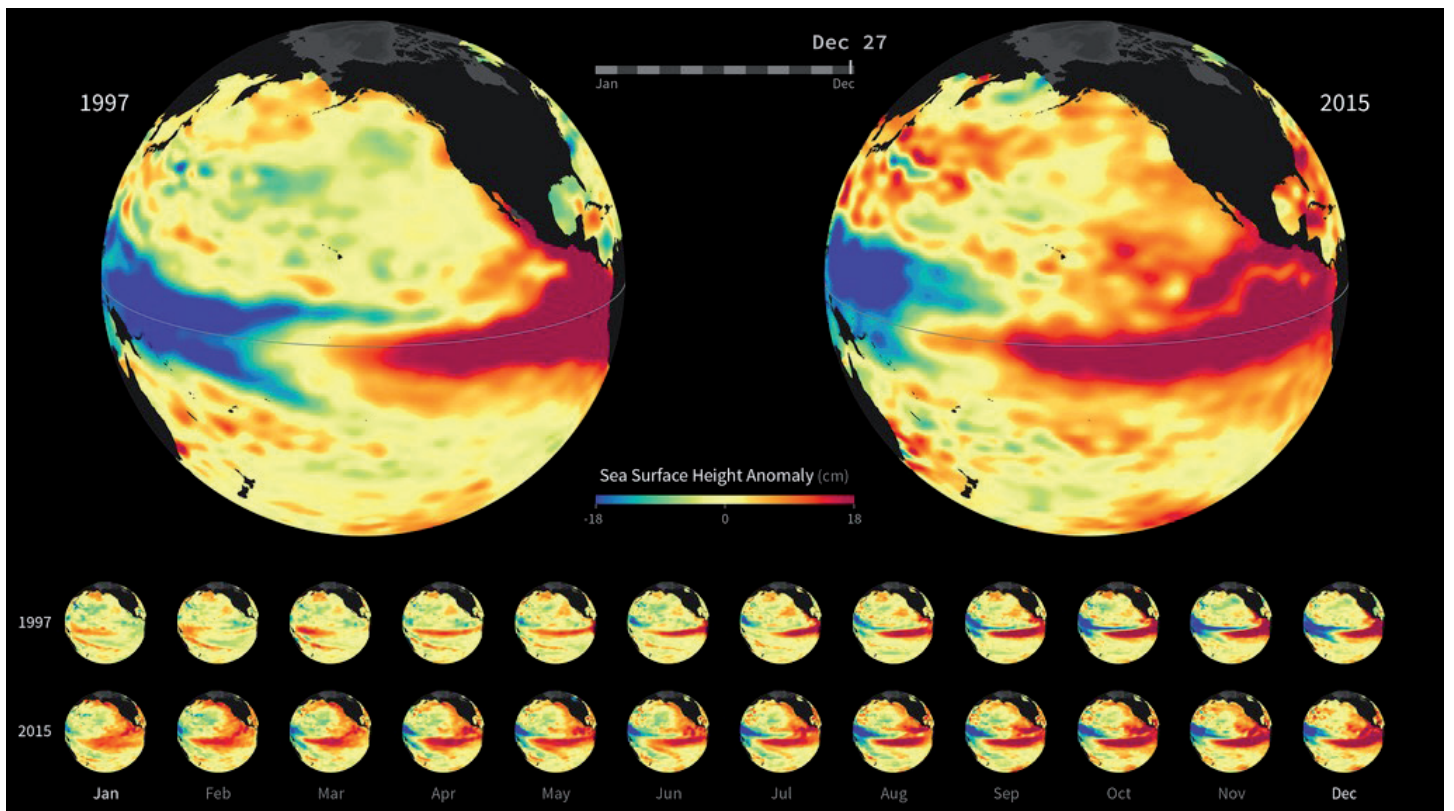 Dec 27
Jan Dec
1997
2015
Sea Surface Height Anomaly (cm)
-18 0 18
1997
2015
Jan Feb Mar Apr May Jun Jul Aug Sep Oct Nov Dec